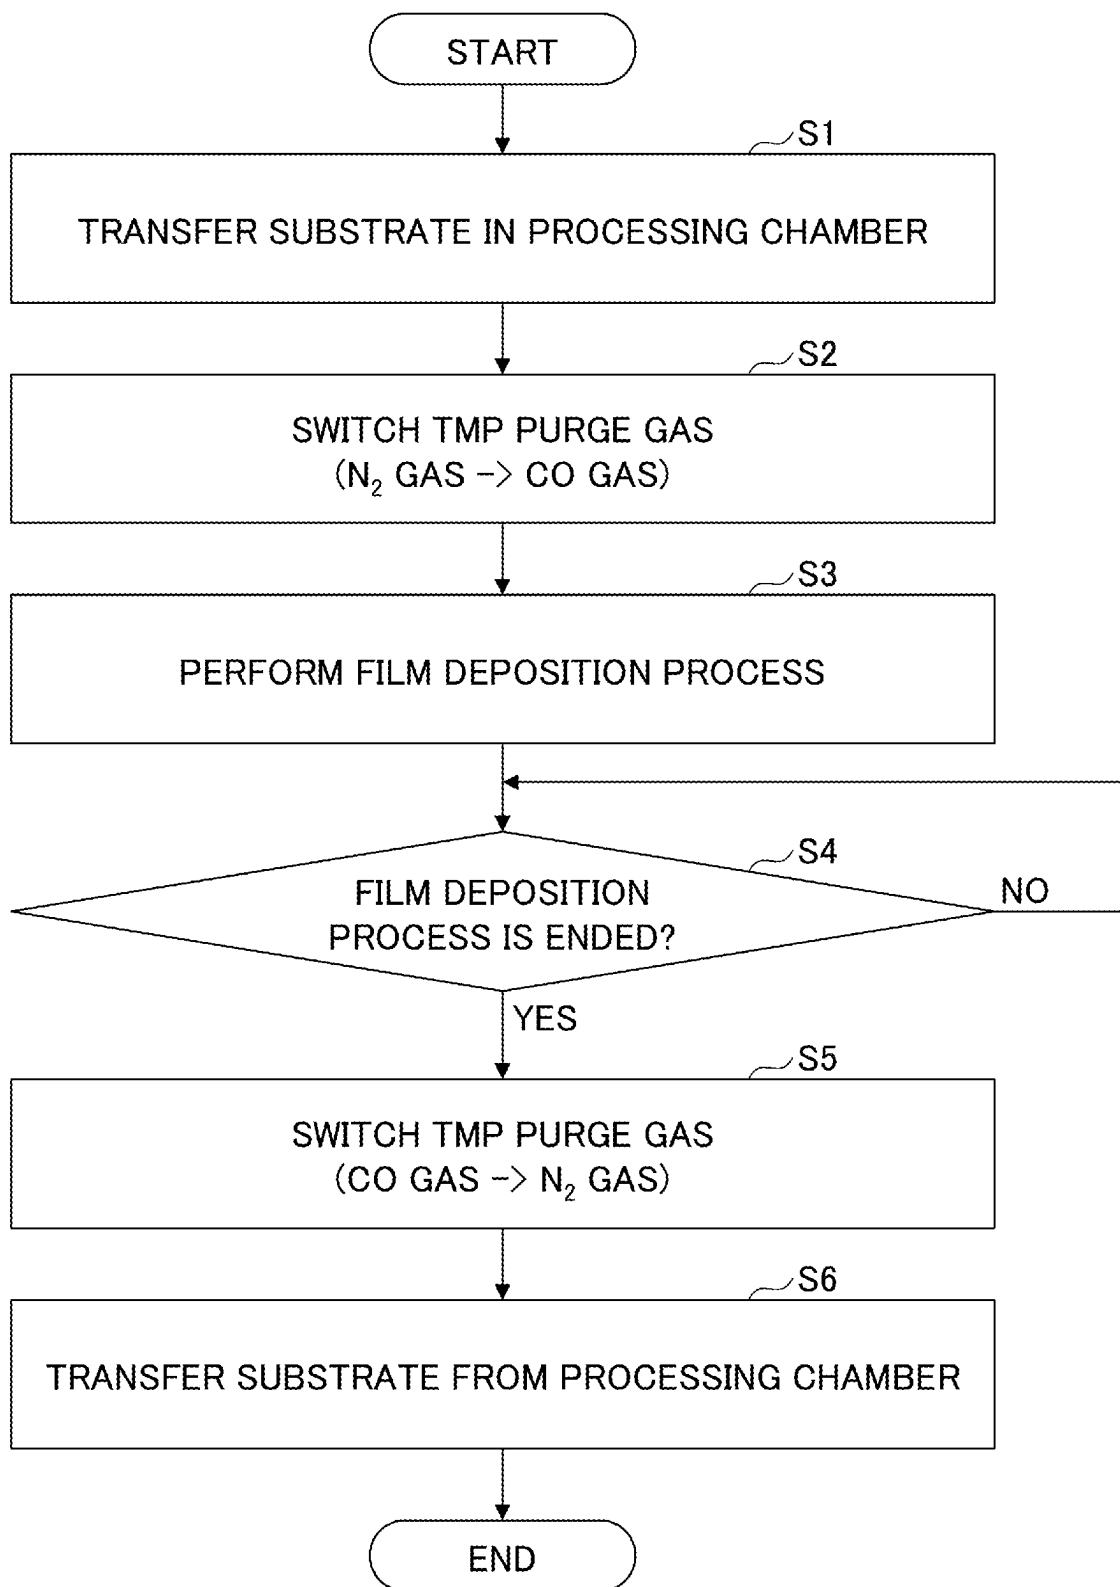 START
S1
TRANSFER SUBSTRATE IN PROCESSING CHAMBER
S2
SWITCH TMP PURGE GAS
(N₂ GAS -> CO GAS)
S3
PERFORM FILM DEPOSITION PROCESS
S4
FILM DEPOSITION
PROCESS IS ENDED?
NO
YES
S5
SWITCH TMP PURGE GAS
(CO GAS -> N₂ GAS)
S6
TRANSFER SUBSTRATE FROM PROCESSING CHAMBER
END